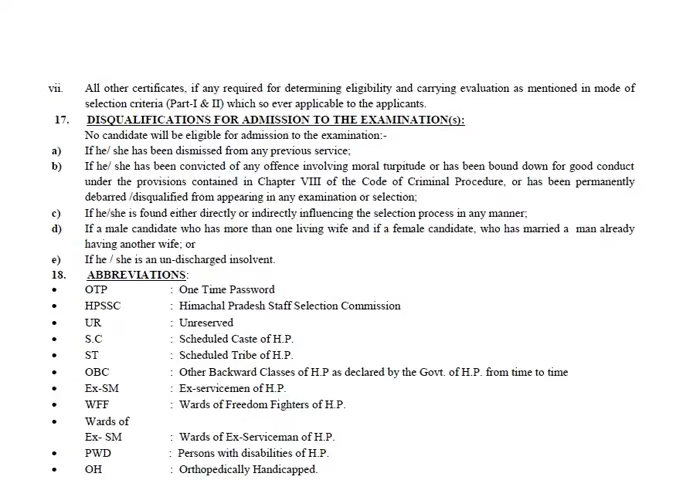 vii. All other certificates, if any required for determining eligibility and carrying evaluation as mentioned in mode of
selection criteria (Part-I & II) which so ever applicable to the applicants.
17. DISQUALIFICATIONS FOR ADMISSION TO THE EXAMINATION(s):
No candidate will be eligible for admission to the examination:-
a) If he/ she has been dismissed from any previous service;
b) If he/ she has been convicted of any offence involving moral turpitude or has been bound down for good conduct
under the provisions contained in Chapter VIII of the Code of Criminal Procedure, or has been permanently
debarred /disqualified from appearing in any examination or selection;
c) If he/she is found either directly or indirectly influencing the selection process in any manner;
d) If a male candidate who has more than one living wife and if a female candidate, who has married a man already
having another wife; or
e) If he / she is an un-discharged insolvent.
18. ABBREVIATIONS:
• OTP : One Time Password
• HPSSC : Himachal Pradesh Staff Selection Commission
• UR : Unreserved
• S.C : Scheduled Caste of H.P.
• ST : Scheduled Tribe of H.P.
• OBC : Other Backward Classes of H.P as declared by the Govt. of H.P. from time to time
• Ex-SM : Ex-servicemen of H.P.
• WFF : Wards of Freedom Fighters of H.P.
• Wards of
Ex- SM : Wards of Ex-Serviceman of H.P.
• PWD : Persons with disabilities of H.P.
• OH : Orthopedically Handicapped.